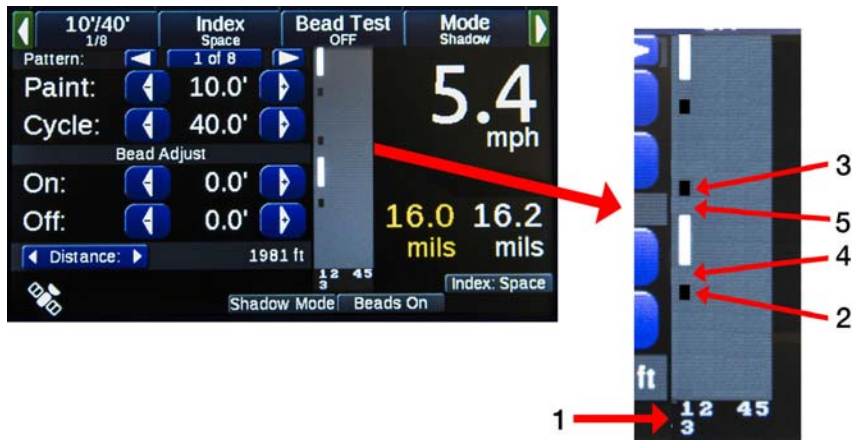 10'/40' Index Bead Test Mode
1/8 Space OFF Shadow
Pattern: 1 of 8
Paint: 10.0'
Cycle: 40.0'
Bead Adjust
On: 0.0'
Off: 0.0'
Distance: 1981 ft
5.4
mph
16.0 16.2
mils mils
12 45
3
Index: Space
Shadow Mode Beads On
3
5
4
2
ft
1
12 45
3